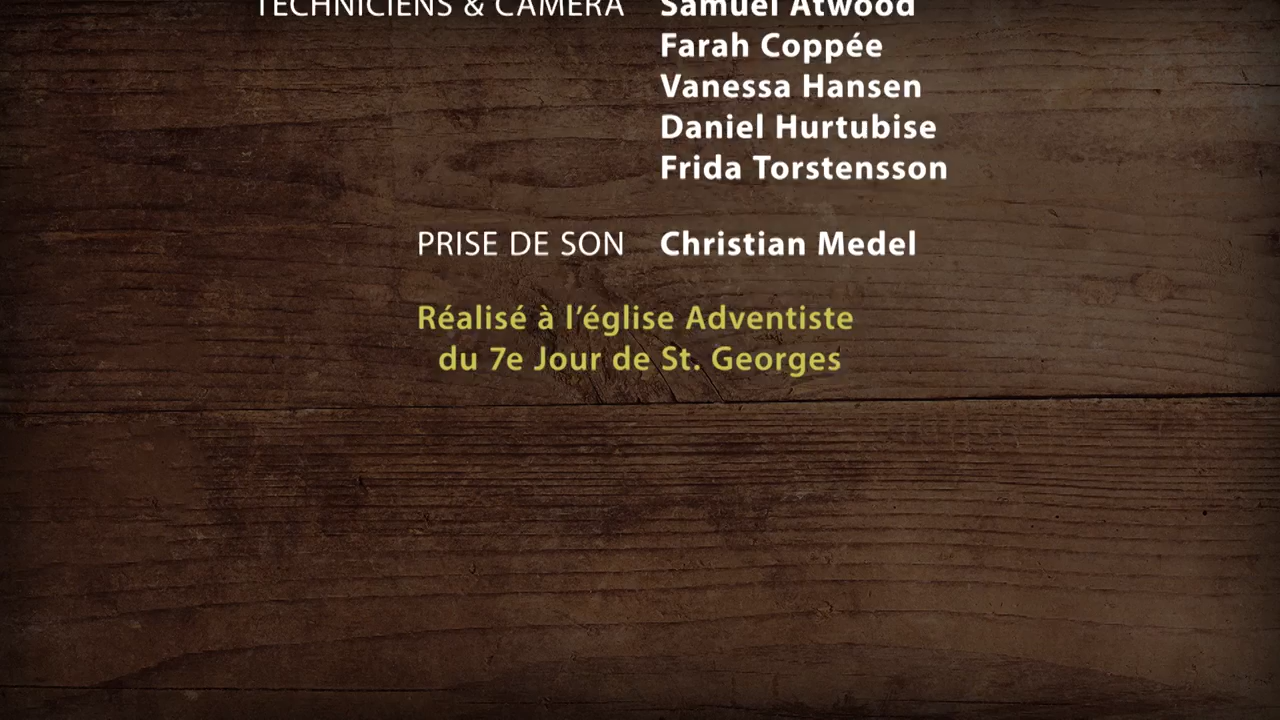 TECHNICIENS & CAMÉRA Samuel Atwood
Farah Coppée
Vanessa Hansen
Daniel Hurtubise
Frida Torstensson
PRISE DE SON Christian Medel
Réalisé à l’église Adventiste
du 7e Jour de St. Georges